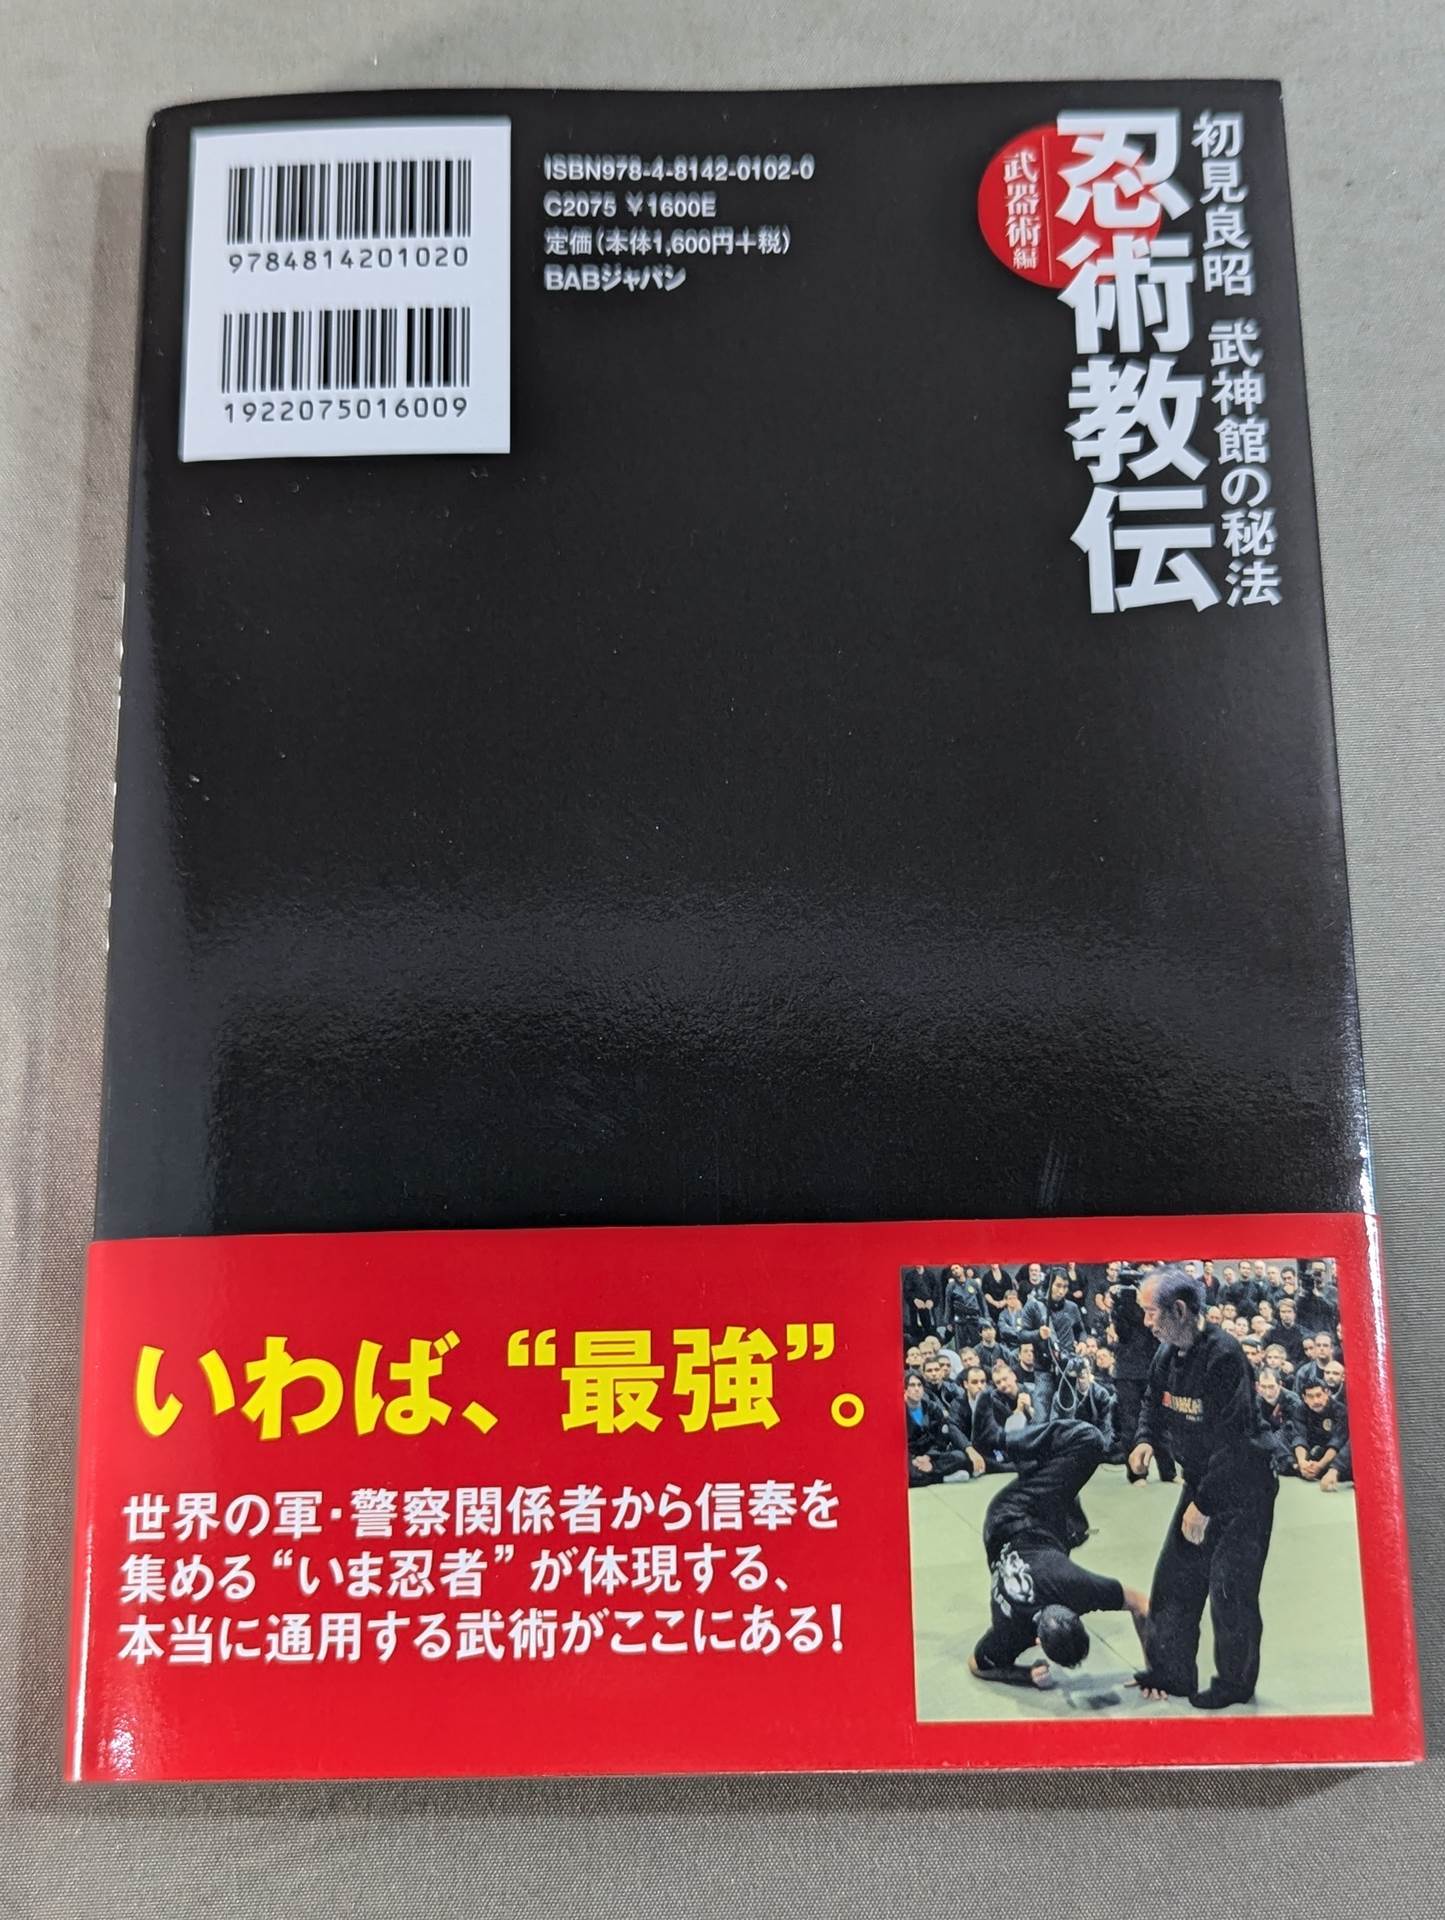 初見良昭 武神館の秘法
忍術教伝
武器術編
9784814201020
1922075016009
ISBN978-4-8142-0102-0
C2075 ￥1600E
定価(本体1,600円+税)
BABジャパン
いわば、“最強”。
世界の軍・警察関係者から信奉を
集める“いま忍者”が体現する、
本当に通用する武術がここにある!